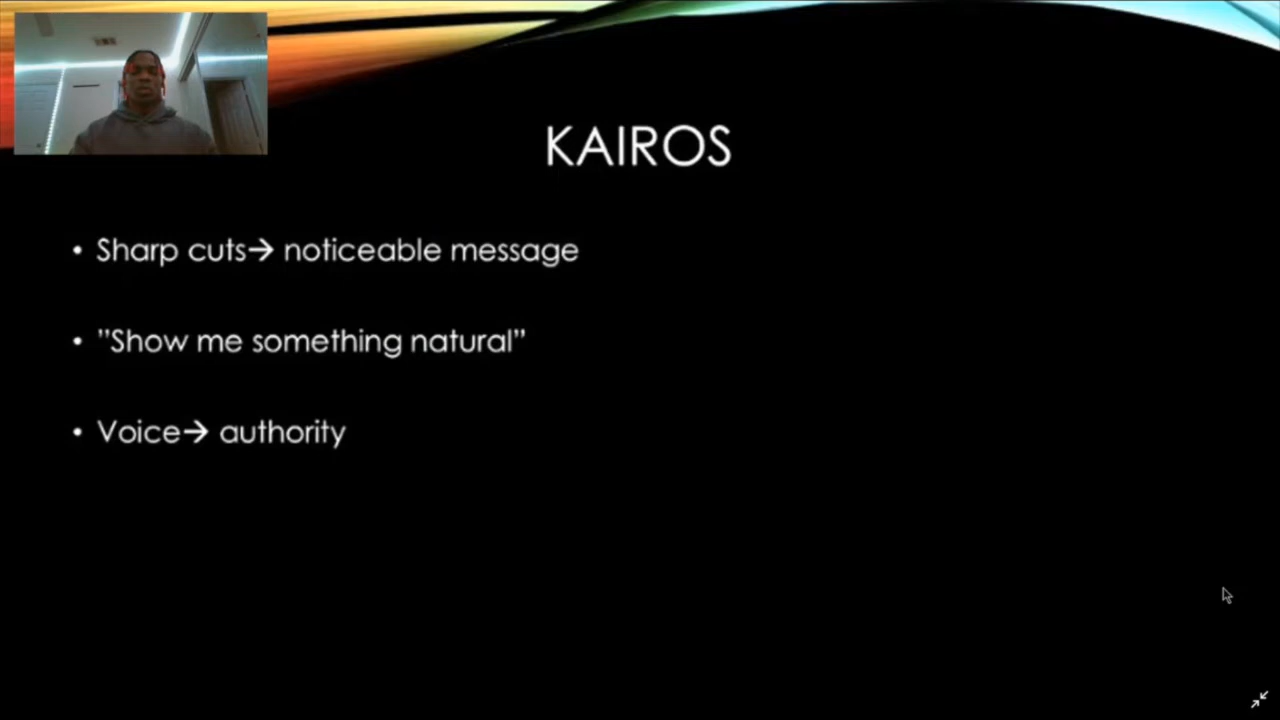 KAIROS
• Sharp cuts→ noticeable message
• ”Show me something natural”
• Voice→ authority